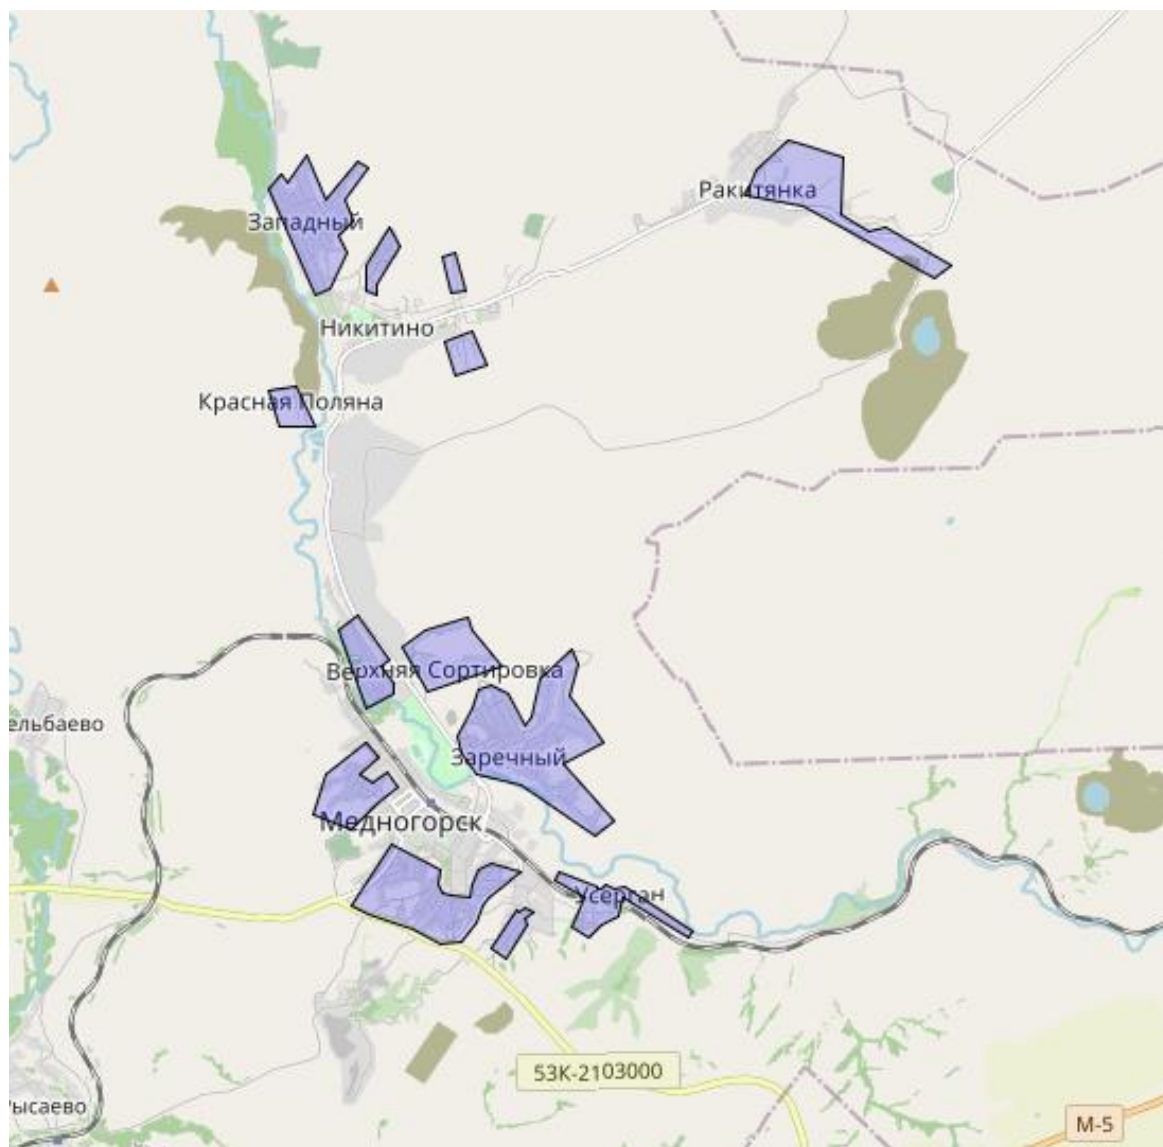 Ракитянка
Западный
Никитино
Красная Поляна
Верхняя Сортировка
ельбаево
Заречный
Медногорск
Усерган
53К-2103000
ысаево
М-5